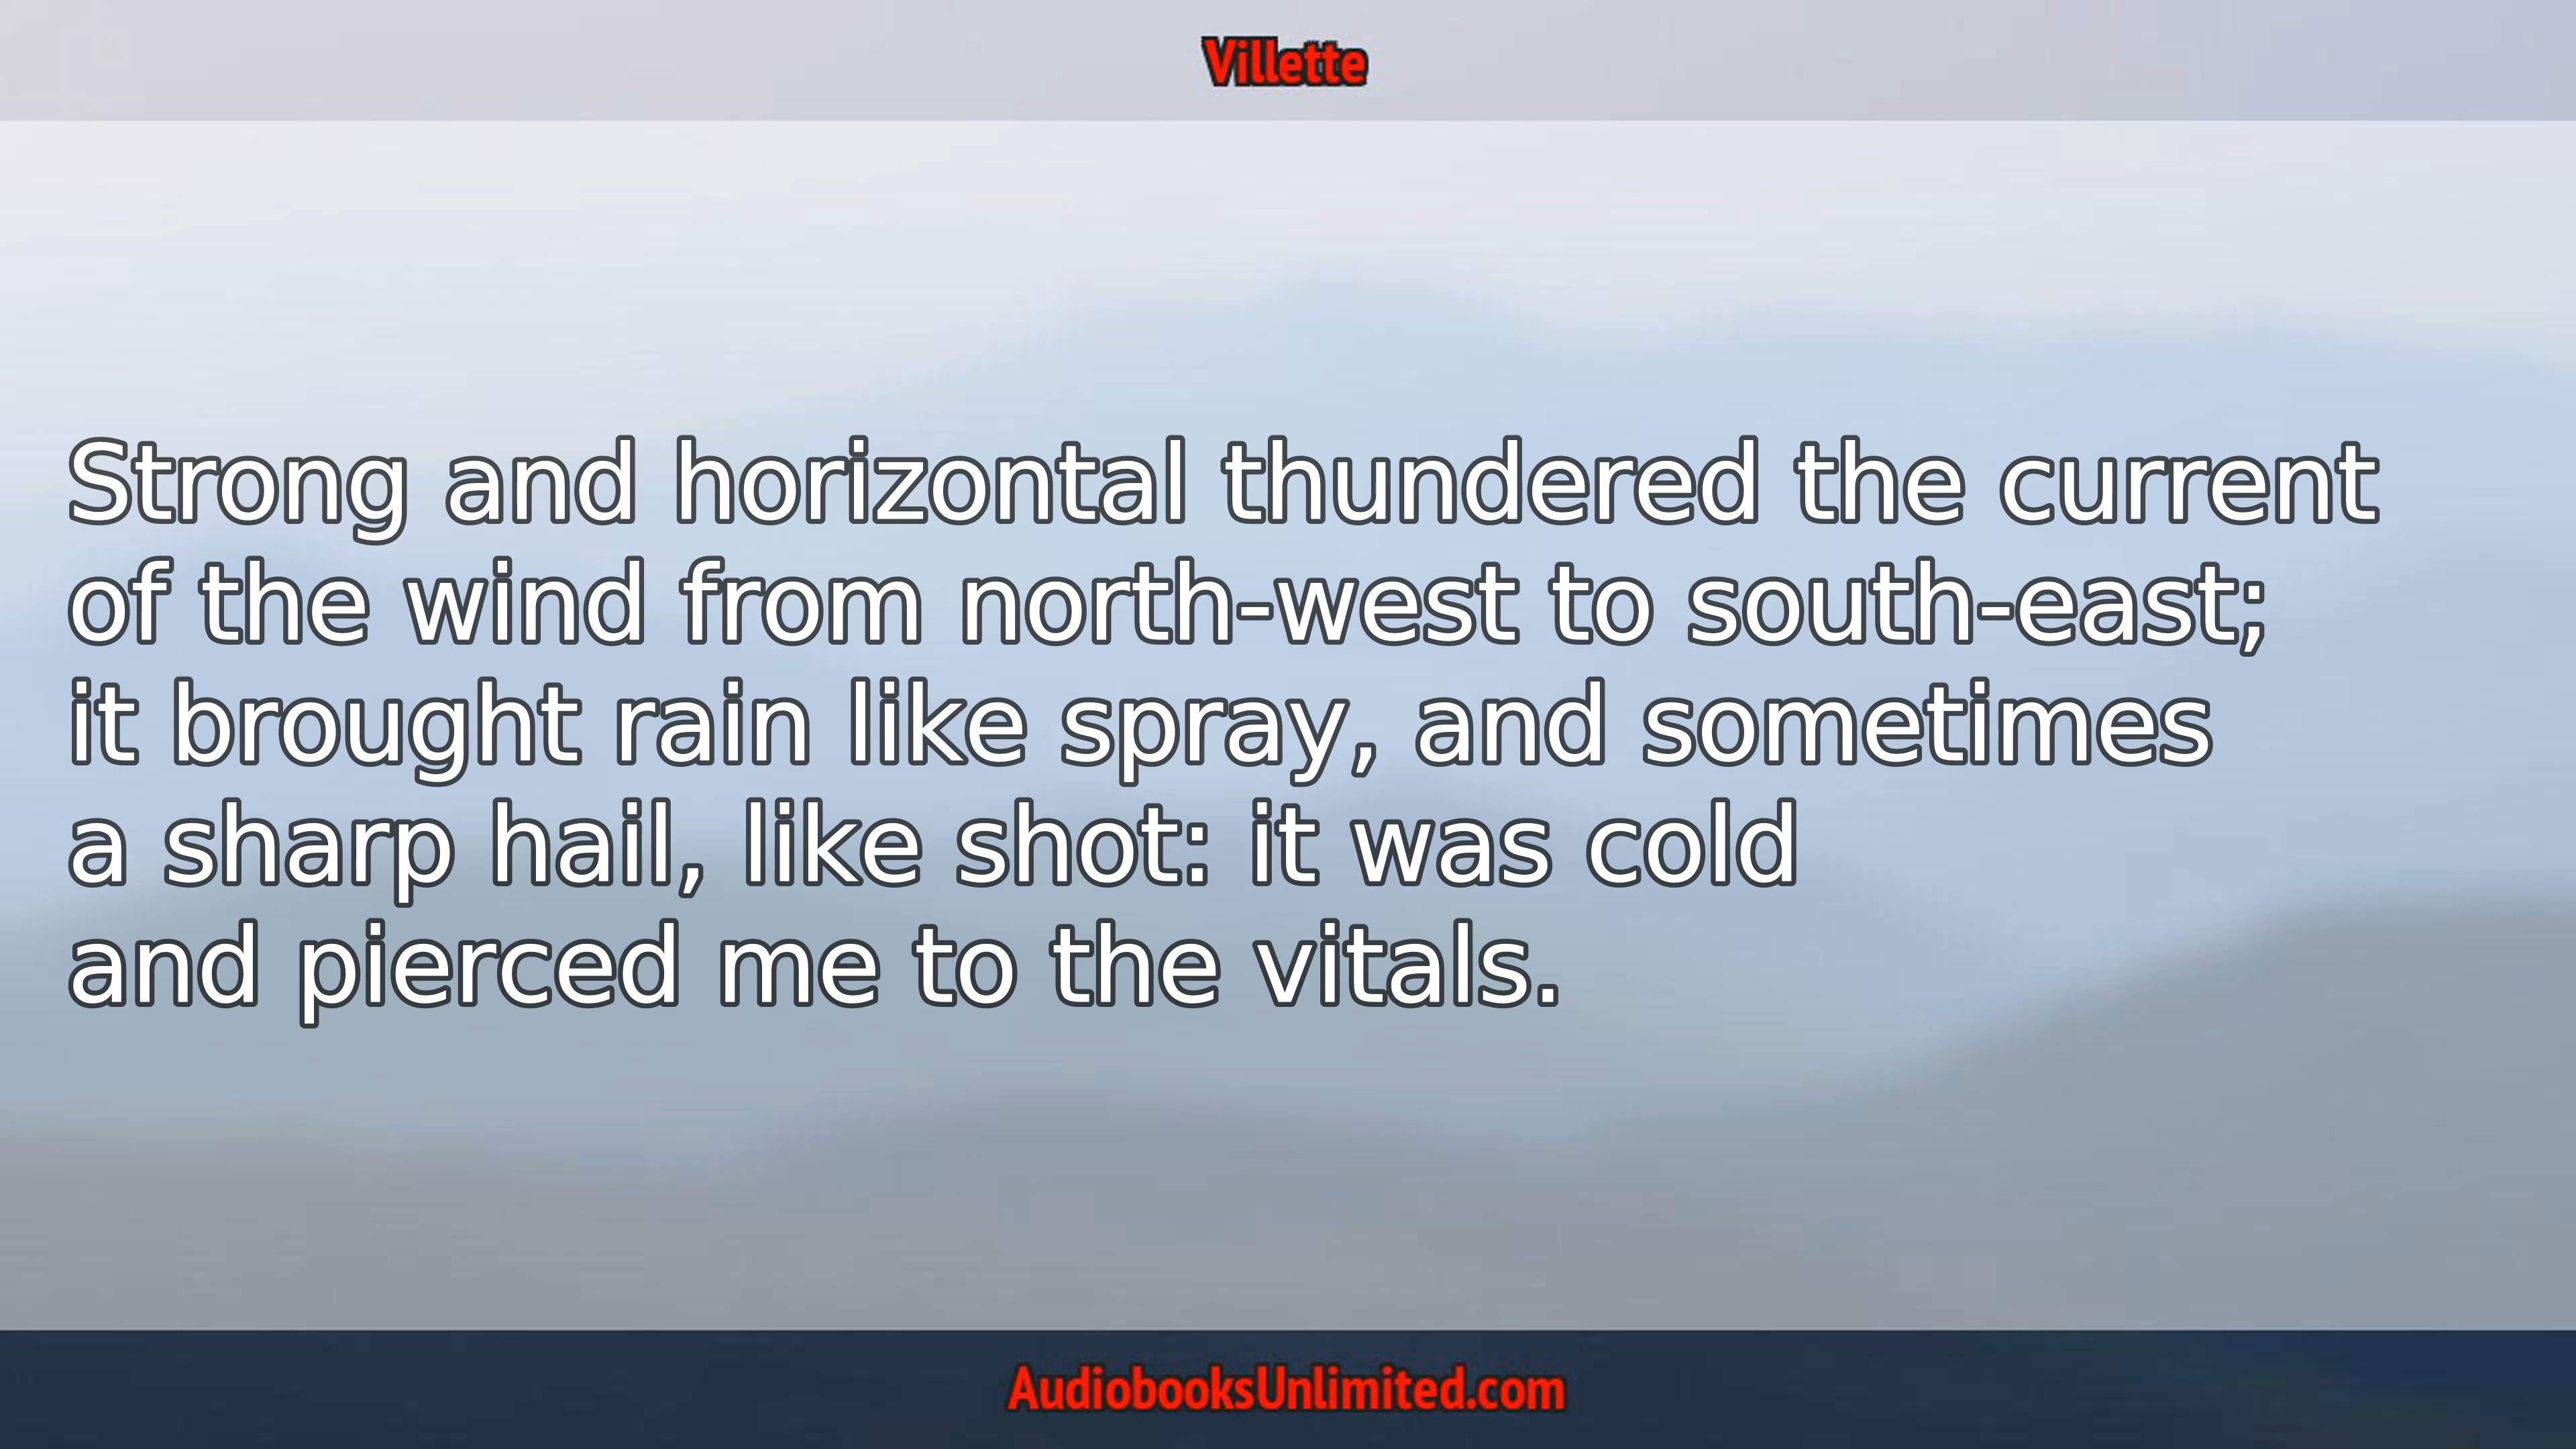 Villette
Strong and horizontal thundered the current
of the wind from north-west to south-east;
it brought rain like spray, and sometimes
a sharp hail, like shot: it was cold
and pierced me to the vitals.
AudiobooksUnlimited.com